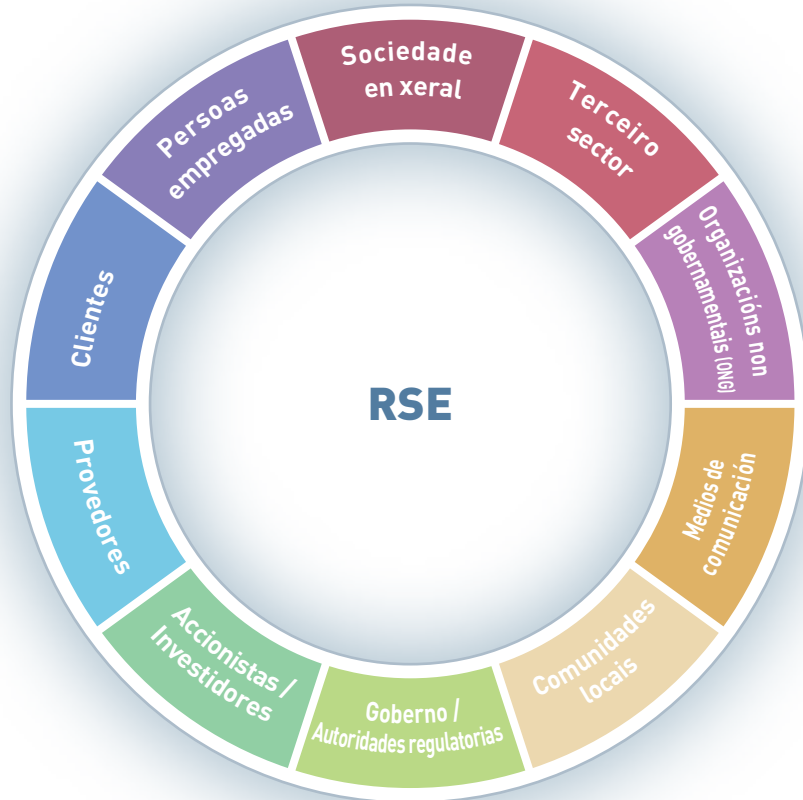 Sociedade
en xeral
Terceiro
sector
Organizacións non
gobernamentais (ONG)
Medios de
comunicación
Comunidades
locais
Goberno /
Autoridades regulatorias
Accionistas /
Investidores
Provedores
Clientes
Persoas
empregadas
RSE